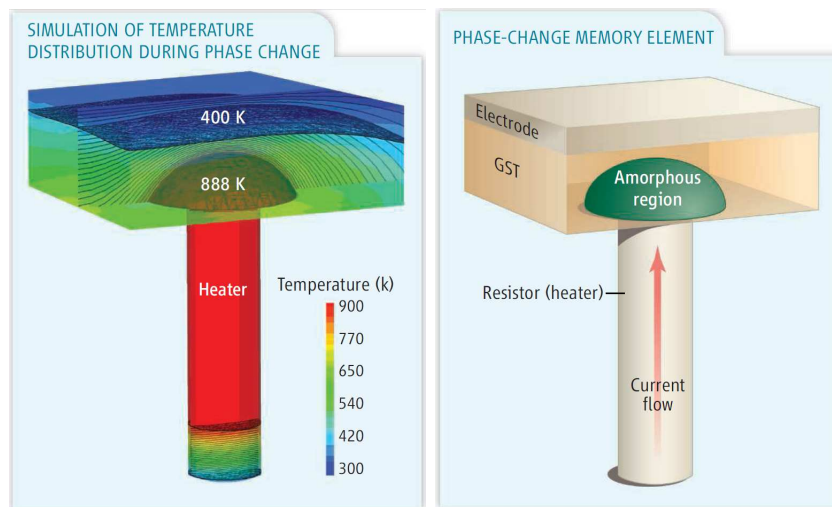 SIMULATION OF TEMPERATURE
DISTRIBUTION DURING PHASE CHANGE
400 K
888 K
Heater
Temperature (k)
900
770
650
540
420
300
PHASE-CHANGE MEMORY ELEMENT
Electrode
GST
Amorphous
region
Resistor (heater)
Current
flow